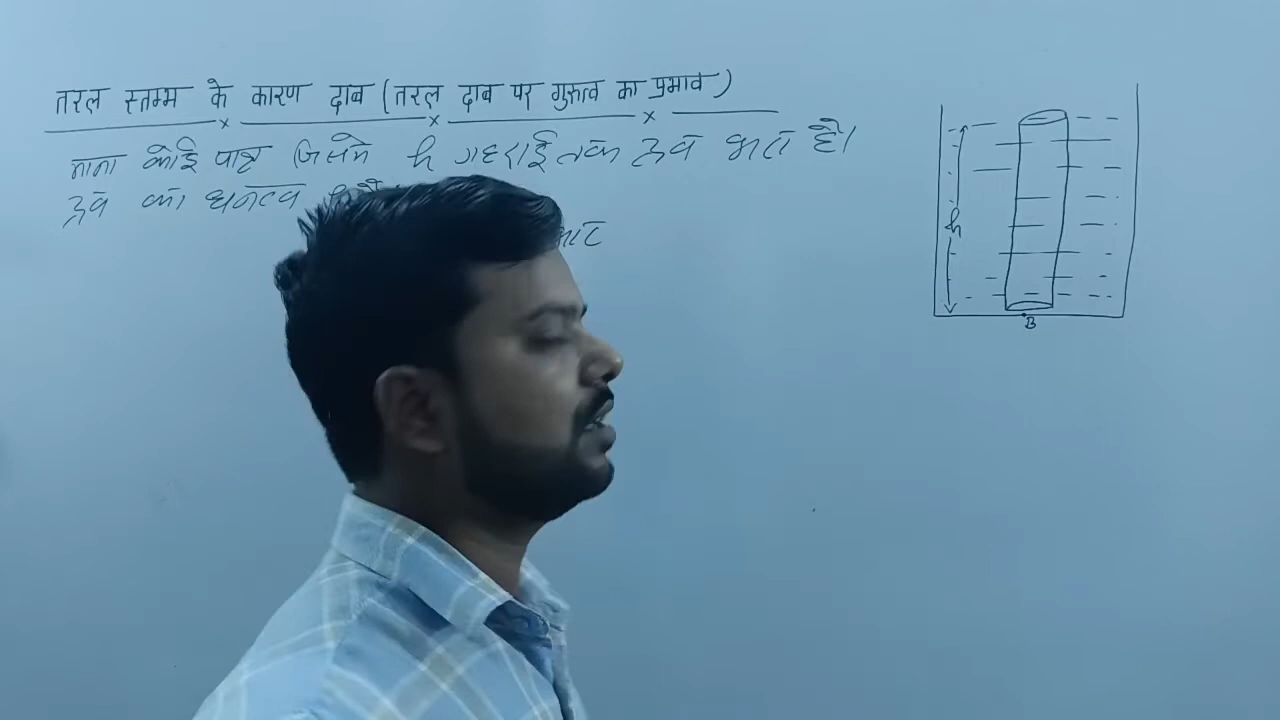 तरल स्तम्भ के कारण दाब (तरल दाब पर गुरुत्व का प्रभाव)
माना कोई पात्र जिसमे h गहराई तक द्रव भरा है।
द्रव का घनत्व
h
B